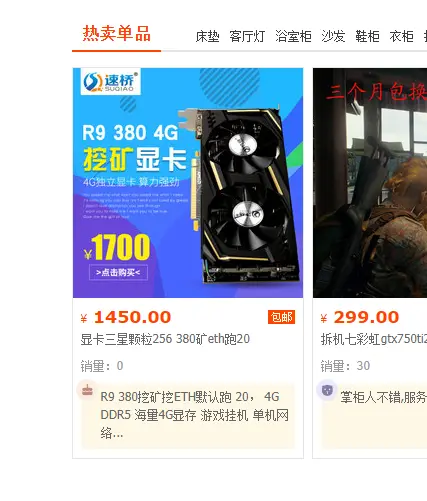 热卖单品
床垫 客厅灯 浴室柜 沙发 鞋柜 衣柜
速桥
SUQIAO
R9 380 4G
挖矿显卡
4G独立显卡 算力强劲
¥1700
>点击购买<
三个月包换
¥ 1450.00
包邮
显卡三星颗粒256 380矿eth跑20
销量：0
R9 380挖矿挖ETH默认跑 20， 4G
DDR5 海量4G显存 游戏挂机 单机网
络...
¥ 299.00
拆机七彩虹gtx750ti2
销量：30
掌柜人不错,服务